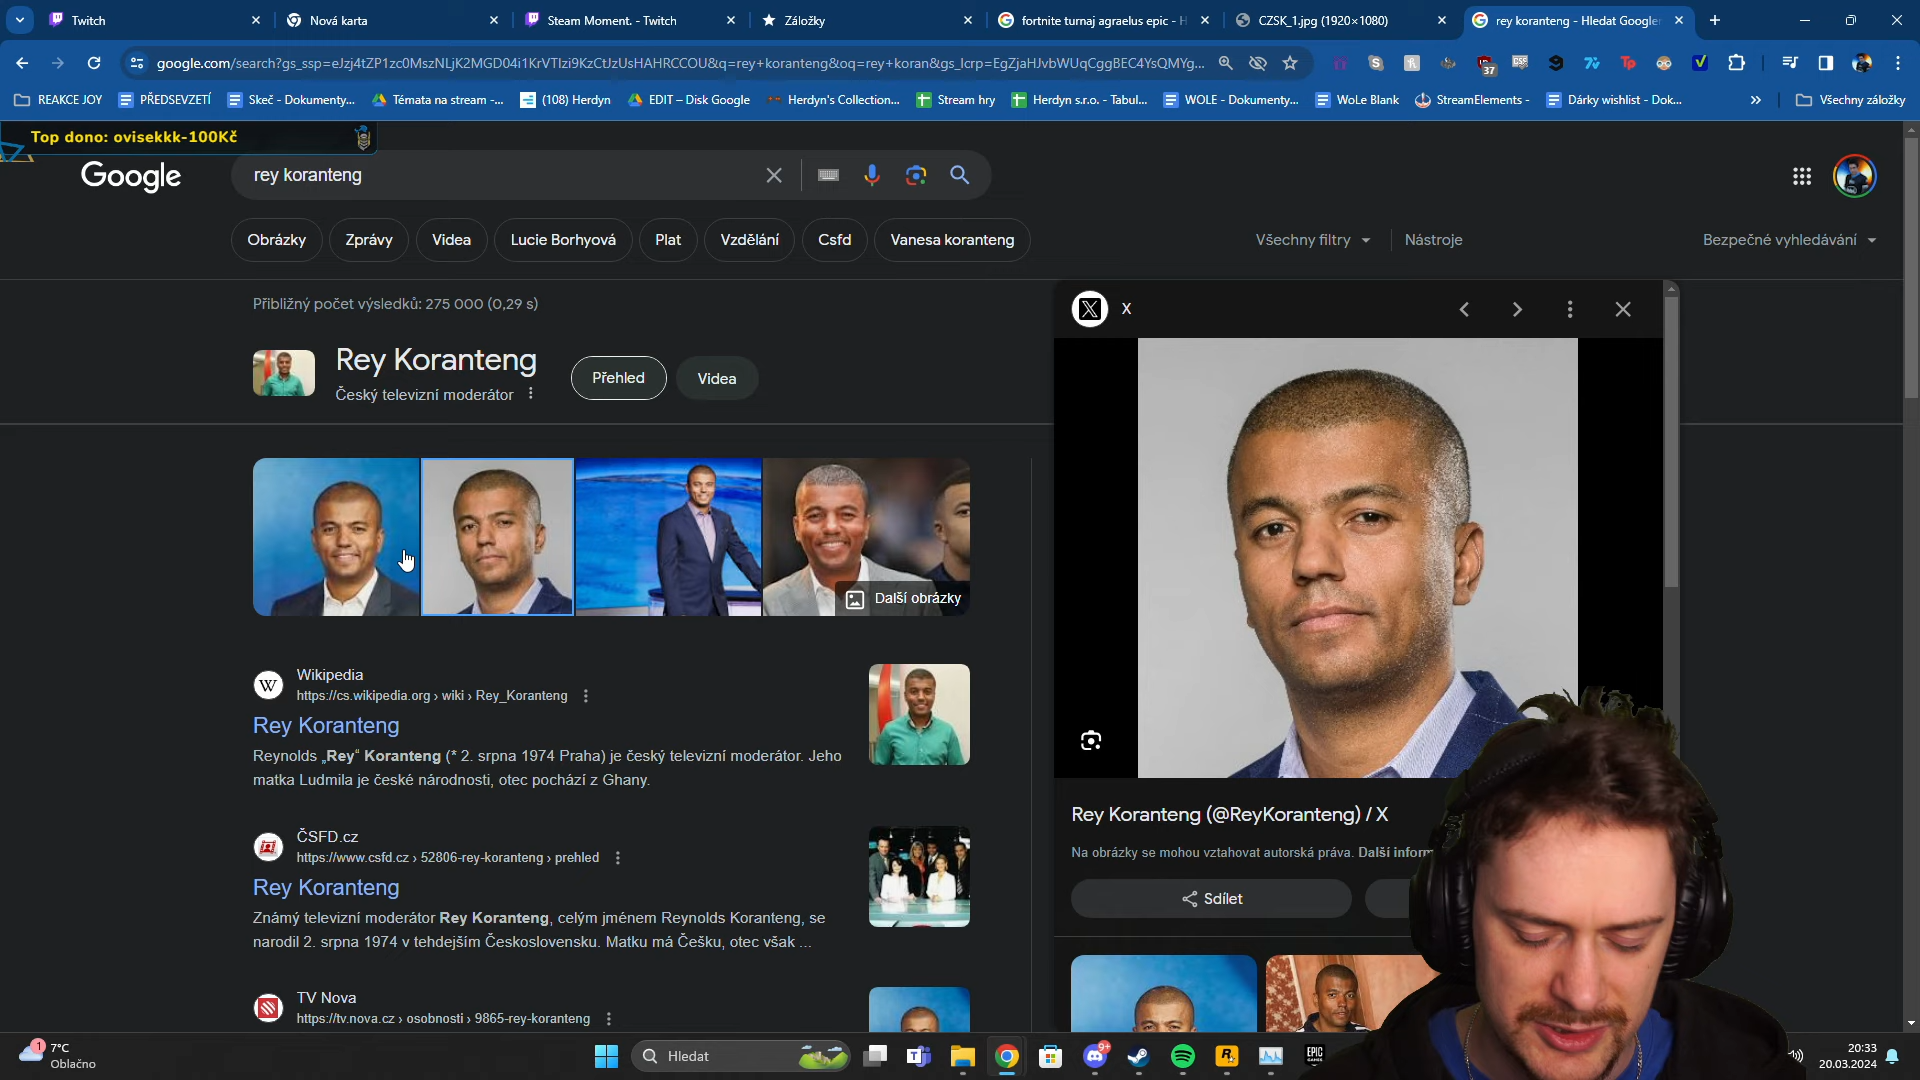 Twitch
Nová karta
Steam Moment. - Twitch
Záložky
fortnite turnaj agraelus epic - H
CZSK_1.jpg (1920×1080)
rey koranteng - Hledat Google
google.com/search?gs_ssp=eJzj4tZP1zc0MszNLjK2MGD04i1KrVTIzi9KzCtJzUsHAHRCCOU&q=rey+koranteng&oq=rey+koran&gs_lcrp=EgZjaHJvbWUqCggBEC4YsQMYg...
37
REAKCE JOY
PŘEDSEVZETÍ
Skeč - Dokumenty...
Témata na stream -...
(108) Herdyn
EDIT – Disk Google
Herdyn's Collection...
Stream hry
Herdyn s.r.o. - Tabul...
WOLE - Dokumenty...
WoLe Blank
StreamElements -
Dárky wishlist - Dok...
»
Všechny záložky
Top dono: ovisekkk-100Kč
Google
rey koranteng
Obrázky
Zprávy
Videa
Lucie Borhyová
Plat
Vzdělání
Csfd
Vanesa koranteng
Všechny filtry
Nástroje
Bezpečné vyhledávání
Přibližný počet výsledků: 275 000 (0,29 s)
Rey Koranteng
Český televizní moderátor
Přehled
Videa
X
Další obrázky
Wikipedia
https://cs.wikipedia.org › wiki › Rey_Koranteng
Rey Koranteng
Reynolds „Rey“ Koranteng (* 2. srpna 1974 Praha) je český televizní moderátor. Jeho
matka Ludmila je české národnosti, otec pochází z Ghany.
ČSFD.cz
https://www.csfd.cz › 52806-rey-koranteng › prehled
Rey Koranteng
Známý televizní moderátor Rey Koranteng, celým jménem Reynolds Koranteng, se
narodil 2. srpna 1974 v tehdejším Československu. Matku má Češku, otec však ...
TV Nova
https://tv.nova.cz › osobnosti › 9865-rey-koranteng
Rey Koranteng (@ReyKoranteng) / X
Na obrázky se mohou vztahovat autorská práva. Další inform
Sdílet
1
7°C
Oblačno
Hledat
9+
EPIC
20:33
20.03.2024